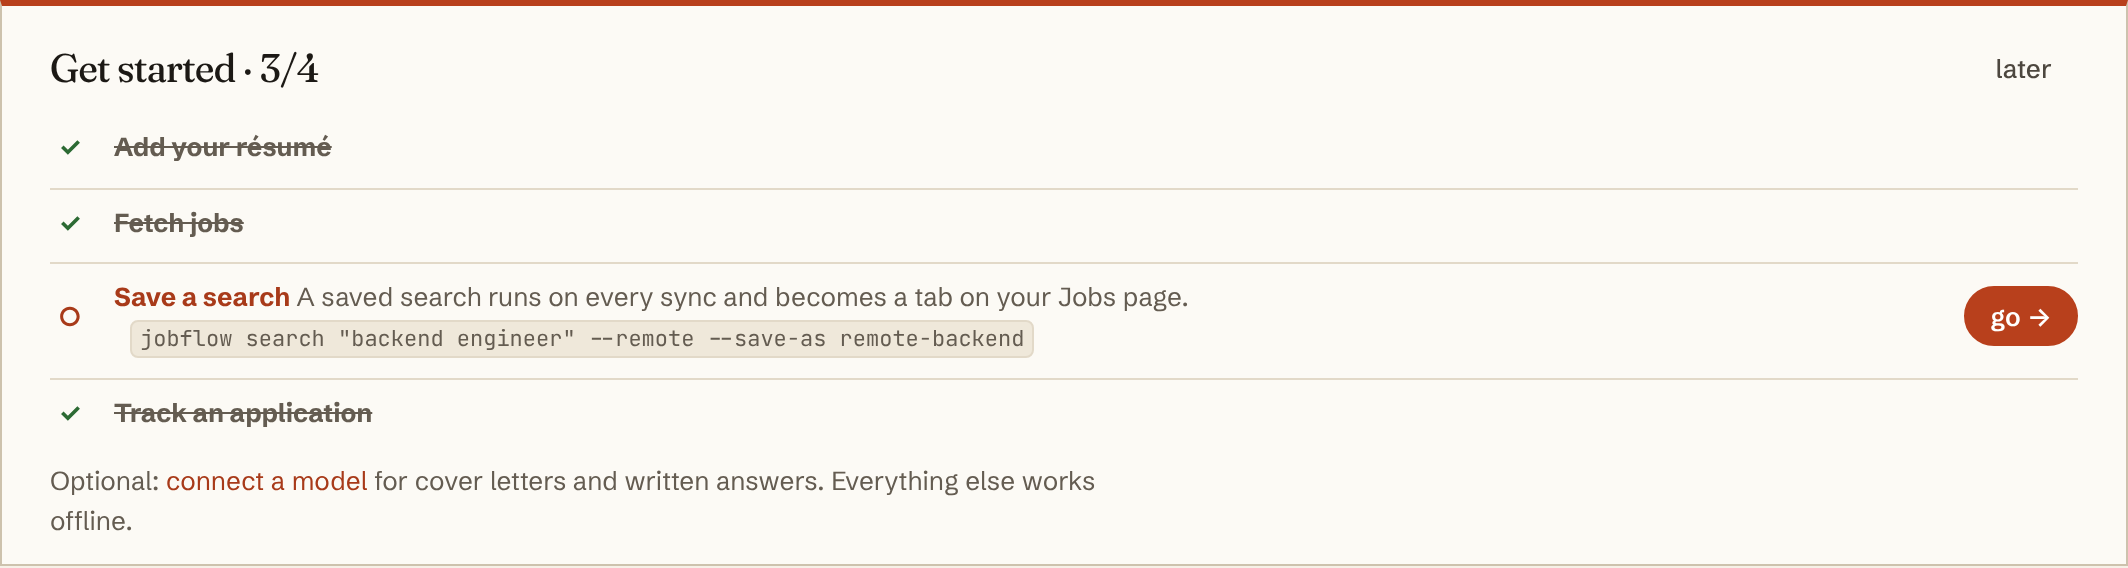 Get started · 3/4
later
Add your résumé
Fetch jobs
Save a search A saved search runs on every sync and becomes a tab on your Jobs page.
jobflow search "backend engineer" --remote --save-as remote-backend
go →
Track an application
Optional: connect a model for cover letters and written answers. Everything else works
offline.